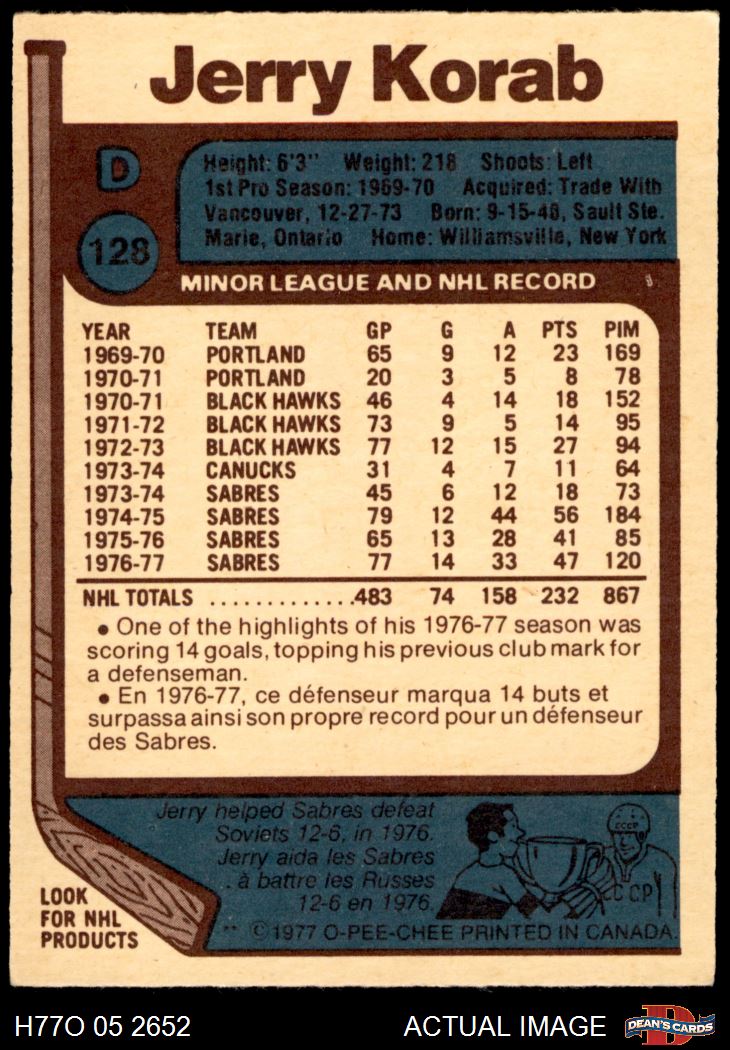 Jerry Korab
D
128
Height: 6'3" Weight: 218 Shoots: Left
1st Pro Season: 1969-70 Acquired: Trade With
Vancouver, 12-27-73 Born: 9-15-48, Sault Ste.
Marie, Ontario Home: Williamsville, New York
MINOR LEAGUE AND NHL RECORD
YEAR TEAM GP G A PTS PIM
1969-70 PORTLAND 65 9 12 23 169
1970-71 PORTLAND 20 3 5 8 78
1970-71 BLACK HAWKS 46 4 14 18 152
1971-72 BLACK HAWKS 73 9 5 14 95
1972-73 BLACK HAWKS 77 12 15 27 94
1973-74 CANUCKS 31 4 7 11 64
1973-74 SABRES 45 6 12 18 73
1974-75 SABRES 79 12 44 56 184
1975-76 SABRES 65 13 28 41 85
1976-77 SABRES 77 14 33 47 120
NHL TOTALS .............483 74 158 232 867
• One of the highlights of his 1976-77 season was
scoring 14 goals, topping his previous club mark for
a defenseman.
• En 1976-77, ce défenseur marqua 14 buts et
surpassa ainsi son propre record pour un défenseur
des Sabres.
Jerry helped Sabres defeat
Soviets 12-6, in 1976.
Jerry aida les Sabres
à battre les Russes
12-6 en 1976.
CCCP
CCCP
LOOK
FOR NHL
PRODUCTS
** © 1977 O-PEE-CHEE PRINTED IN CANADA.
H77O 05 2652
ACTUAL IMAGE
D
DEAN'S CARDS